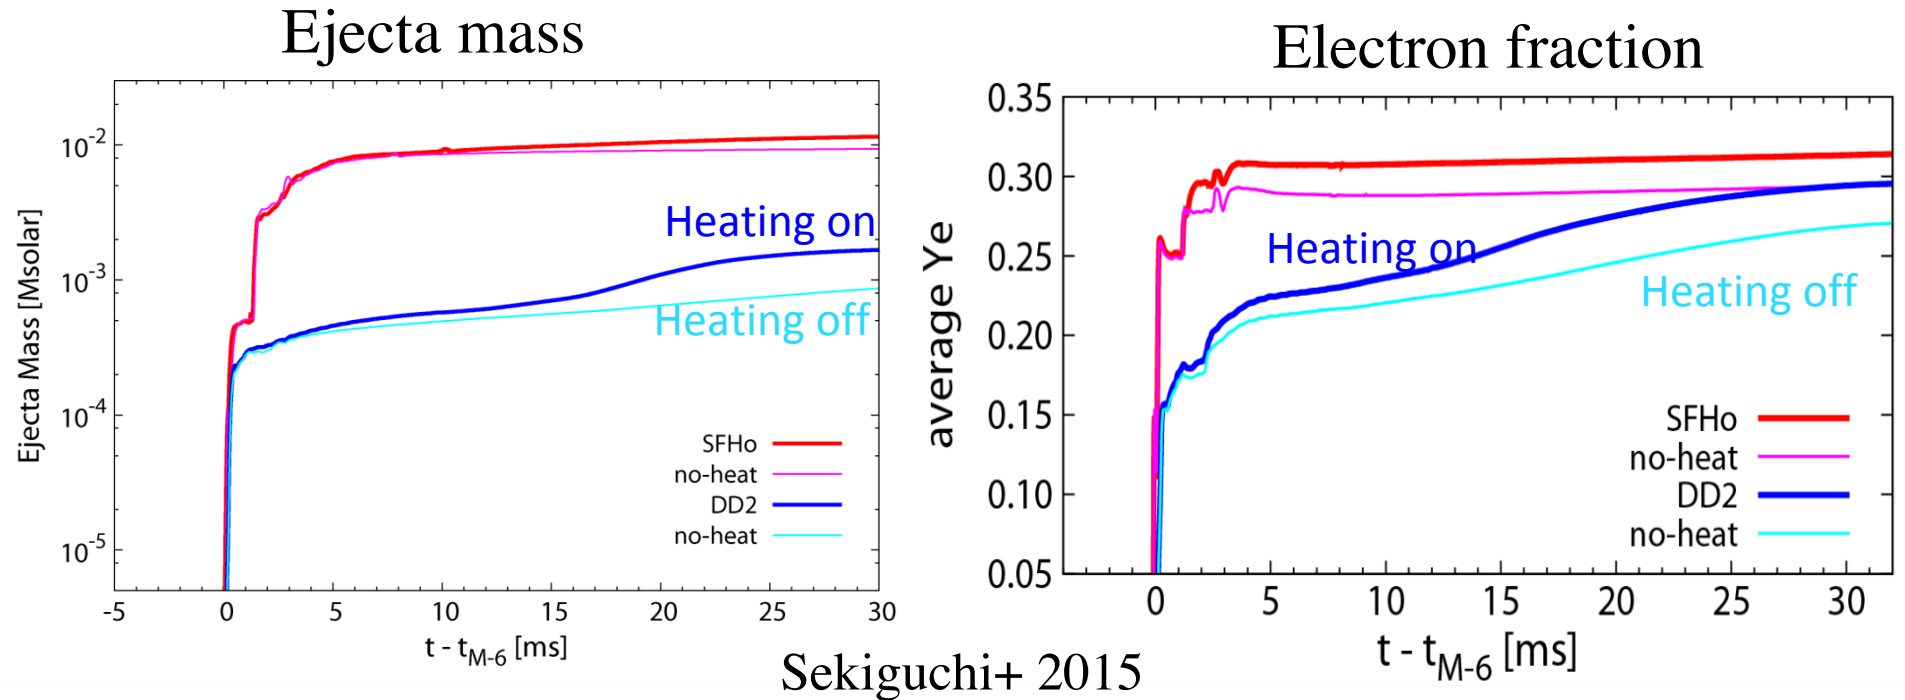 Ejecta mass
10-2
10-3
10-4
10-5
Ejecta Mass [Msolar]
Heating on
Heating off
SFHo
no-heat
DD2
no-heat
-5 0 5 10 15 20 25 30
t - tM-6 [ms]
Electron fraction
0.35
0.30
0.25
0.20
0.15
0.10
0.05
average Ye
Heating on
Heating off
SFHo
no-heat
DD2
no-heat
0 5 10 15 20 25 30
t - tM-6 [ms]
Sekiguchi+ 2015